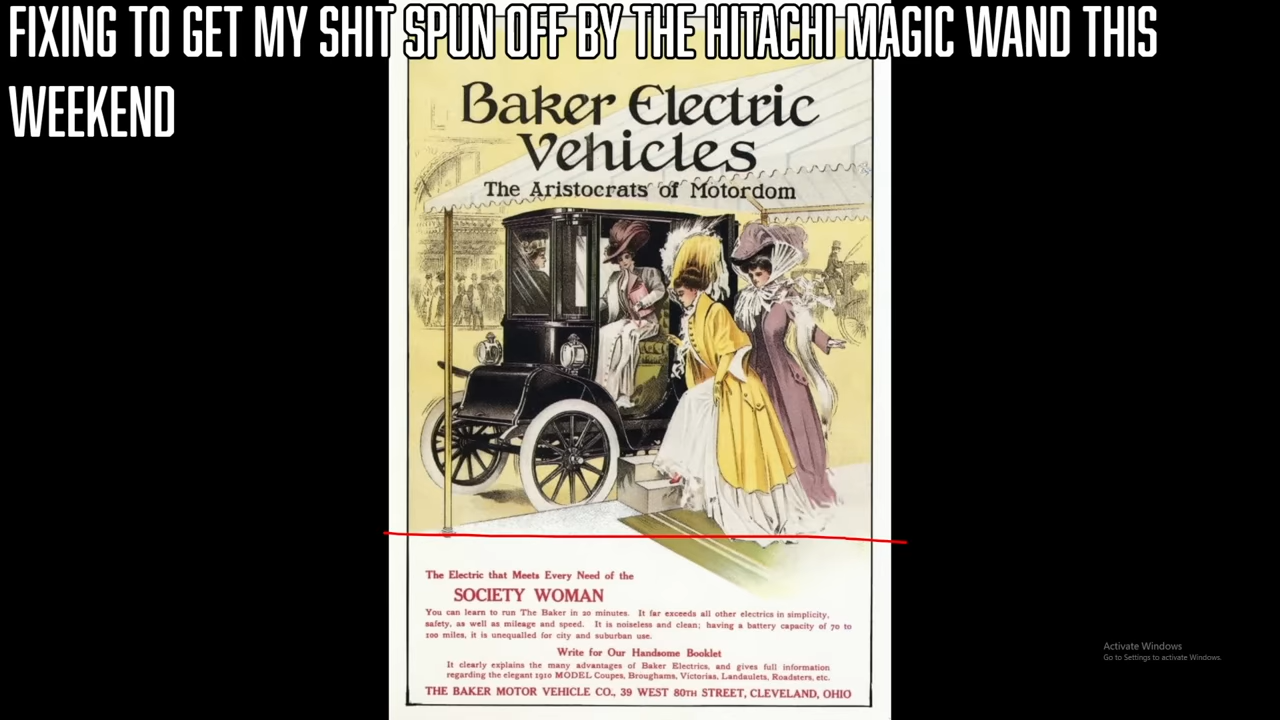 FIXING TO GET MY SHIT SPUN OFF BY THE HITACHI MAGIC WAND THIS
WEEKEND
Baker Electric
Vehicles
The Aristocrats of Motordom
The Electric that Meets Every Need of the
SOCIETY WOMAN
You can learn to run The Baker in 20 minutes. It far exceeds all other electrics in simplicity,
safety, as well as mileage and speed. It is noiseless and clean; having a battery capacity of 70 to
100 miles, it is unequalled for city and suburban use.
Write for Our Handsome Booklet
It clearly explains the many advantages of Baker Electrics, and gives full information
regarding the elegant 1910 MODEL Coupes, Broughams, Victorias, Landaulets, Roadsters, etc.
THE BAKER MOTOR VEHICLE CO., 39 WEST 80TH STREET, CLEVELAND, OHIO
Activate Windows
Go to Settings to activate Windows.